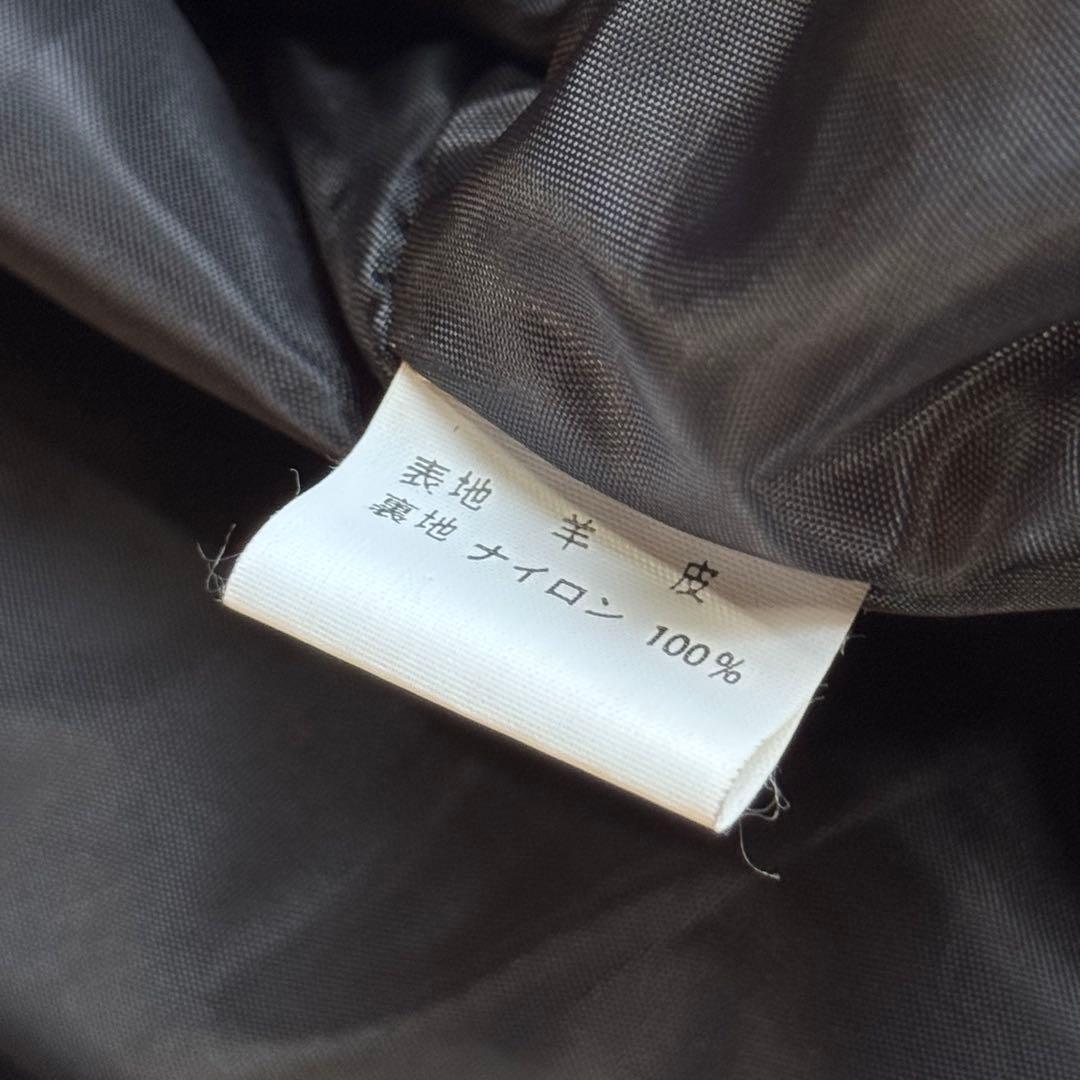 表地 羊 皮
裏地 ナイロン 100%